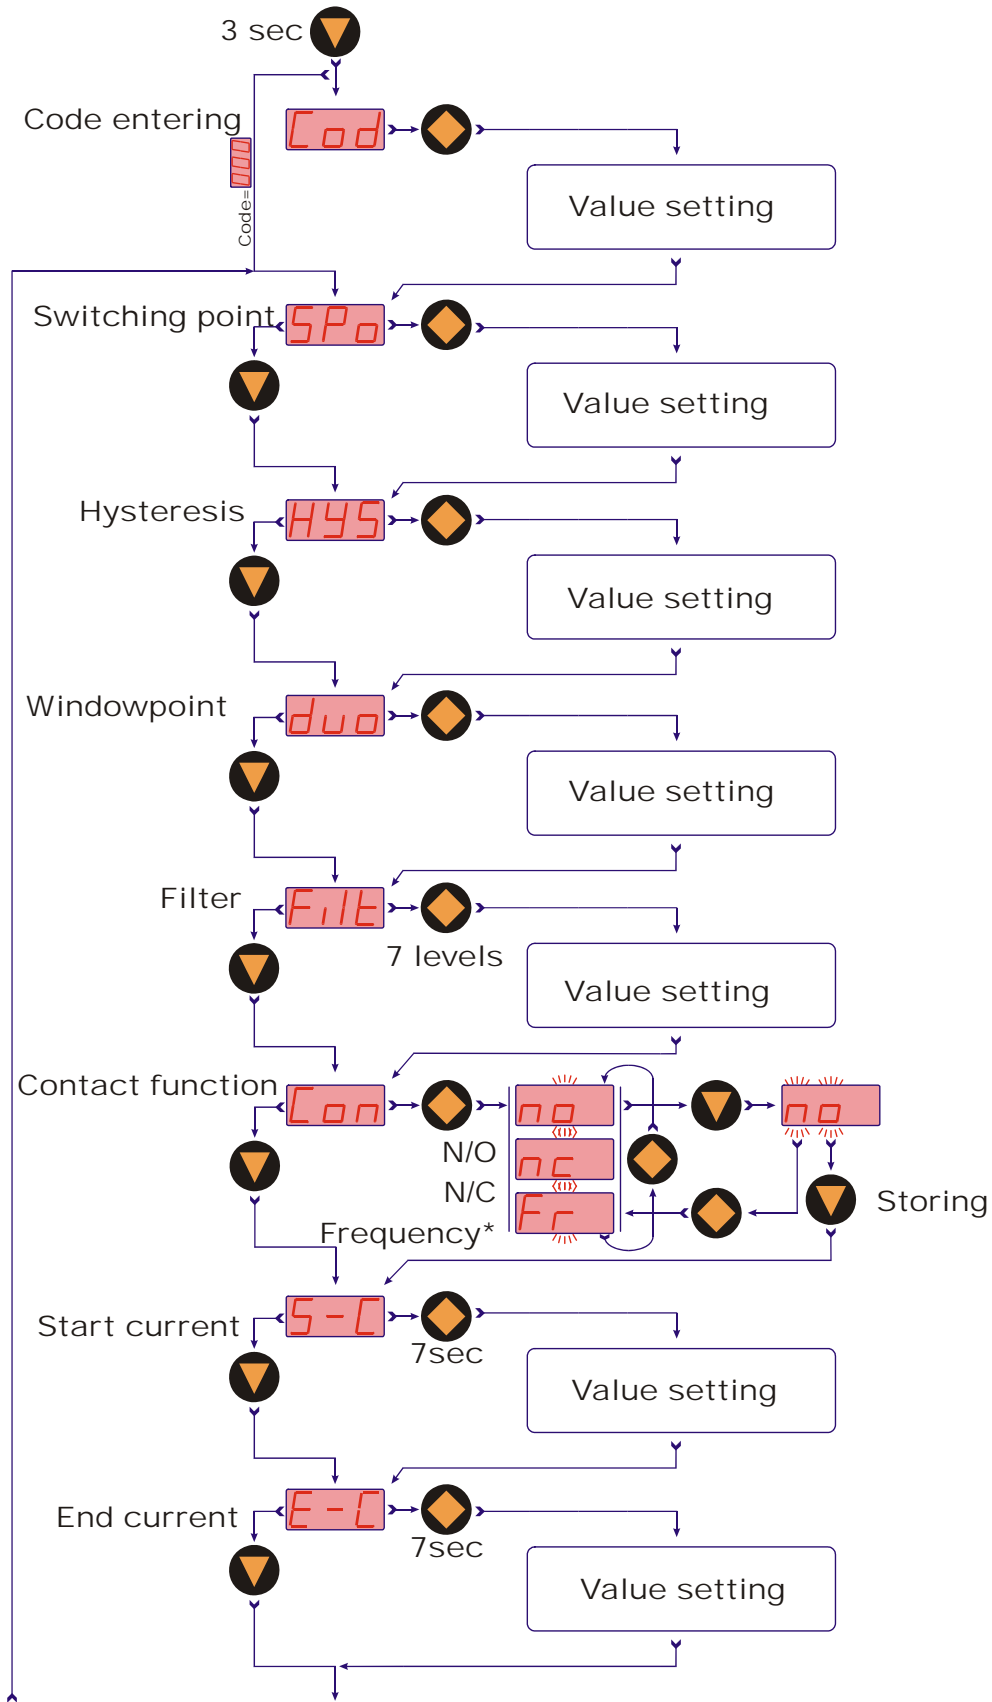 3 sec
Code entering
Cod
Code=000
Value setting
Switching point
SPo
Value setting
Hysteresis
HYS
Value setting
Windowpoint
duo
Value setting
Filter
Filt
7 levels
Value setting
Contact function
Con
no
no
N/O
nc
N/C
Fr
Storing
Frequency*
S-C
Start current
7sec
Value setting
E-C
End current
7sec
Value setting